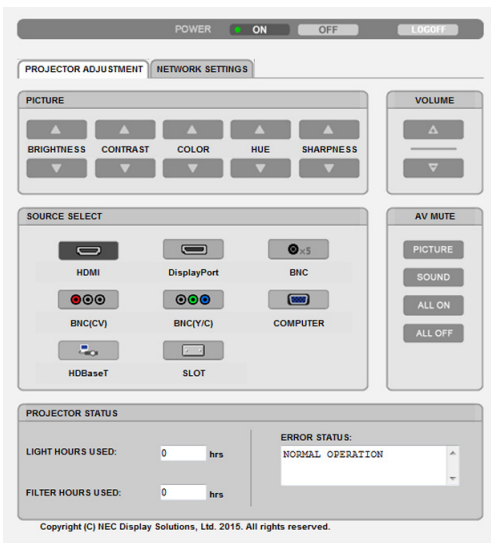 POWER ON OFF LOGOFF
PROJECTOR ADJUSTMENT NETWORK SETTINGS
PICTURE
BRIGHTNESS CONTRAST COLOR HUE SHARPNESS
VOLUME
SOURCE SELECT
HDMI DisplayPort ×5 BNC
BNC(CV) BNC(Y/C) COMPUTER
HDBaseT SLOT
AV MUTE
PICTURE
SOUND
ALL ON
ALL OFF
PROJECTOR STATUS
LIGHT HOURS USED: 0 hrs
FILTER HOURS USED: 0 hrs
ERROR STATUS:
NORMAL OPERATION
Copyright (C) NEC Display Solutions, Ltd. 2015. All rights reserved.